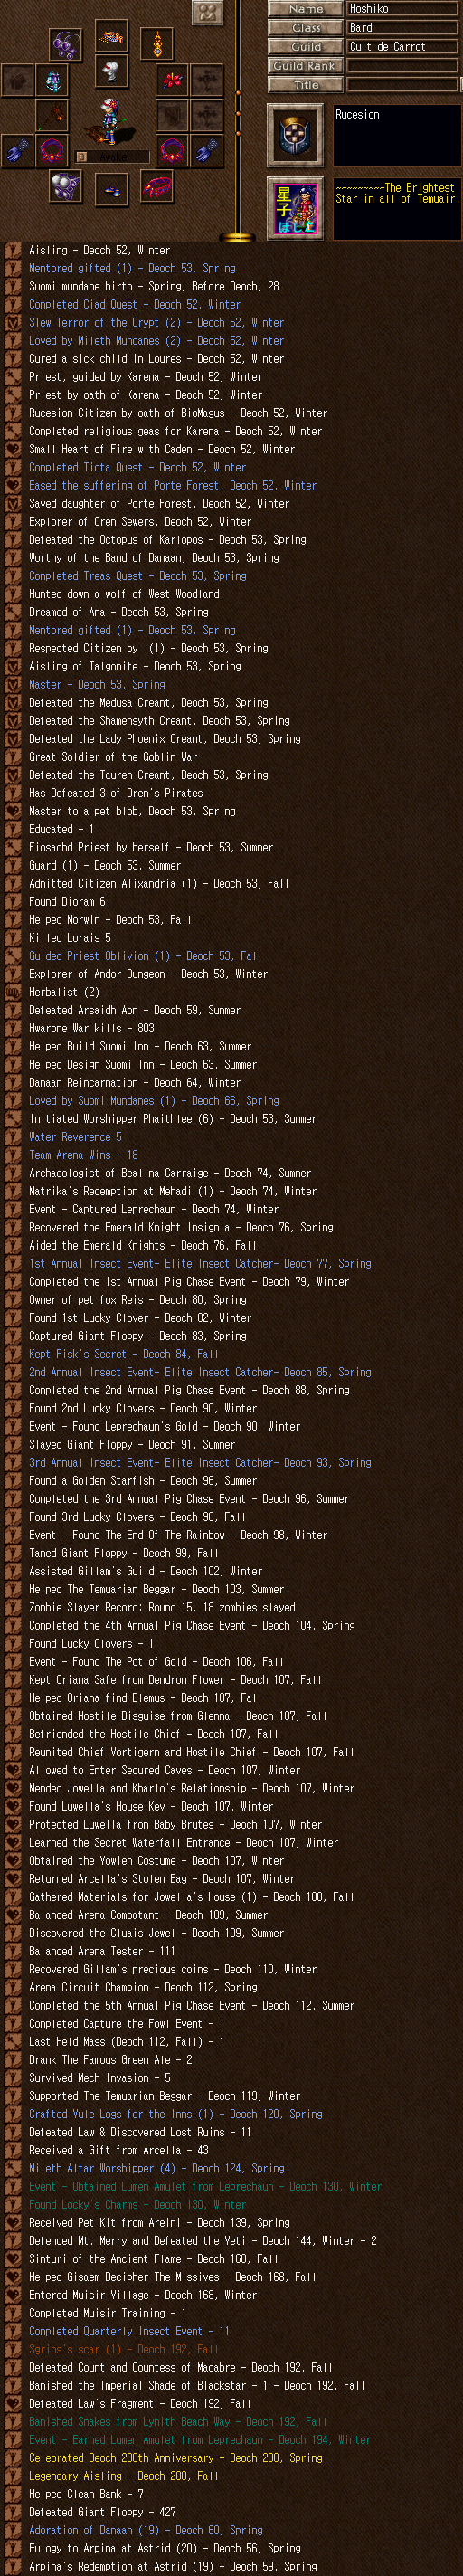 Name
Hoshiko
Class
Bard
Guild
Cult de Carrot
Guild Rank
Title
Awake
Rucesion
星子
ほしこ
~~~~~~~~~The Brightest
Star in all of Temuair.
Aisling - Deoch 52, Winter
Mentored gifted (1) - Deoch 53, Spring
Suomi mundane birth - Spring, Before Deoch, 28
Completed Ciad Quest - Deoch 52, Winter
Slew Terror of the Crypt (2) - Deoch 52, Winter
Loved by Mileth Mundanes (2) - Deoch 52, Winter
Cured a sick child in Loures - Deoch 52, Winter
Priest, guided by Karena - Deoch 52, Winter
Priest by oath of Karena - Deoch 52, Winter
Rucesion Citizen by oath of BioMagus - Deoch 52, Winter
Completed religious geas for Karena - Deoch 52, Winter
Small Heart of Fire with Caden - Deoch 52, Winter
Completed Tiota Quest - Deoch 52, Winter
Eased the suffering of Porte Forest, Deoch 52, Winter
Saved daughter of Porte Forest, Deoch 52, Winter
Explorer of Oren Sewers, Deoch 52, Winter
Defeated the Octopus of Karlopos - Deoch 53, Spring
Worthy of the Band of Danaan, Deoch 53, Spring
Completed Treas Quest - Deoch 53, Spring
Hunted down a wolf of West Woodland
Dreamed of Ana - Deoch 53, Spring
Mentored gifted (1) - Deoch 53, Spring
Respected Citizen by  (1) - Deoch 53, Spring
Aisling of Talgonite - Deoch 53, Spring
Master - Deoch 53, Spring
Defeated the Medusa Creant, Deoch 53, Spring
Defeated the Shamensyth Creant, Deoch 53, Spring
Defeated the Lady Phoenix Creant, Deoch 53, Spring
Great Soldier of the Goblin War
Defeated the Tauren Creant, Deoch 53, Spring
Has Defeated 3 of Oren's Pirates
Master to a pet blob, Deoch 53, Spring
Educated - 1
Fiosachd Priest by herself - Deoch 53, Summer
Guard (1) - Deoch 53, Summer
Admitted Citizen Alixandria (1) - Deoch 53, Fall
Found Dioram 6
Helped Morwin - Deoch 53, Fall
Killed Lorais 5
Guided Priest Oblivion (1) - Deoch 53, Fall
Explorer of Andor Dungeon - Deoch 53, Winter
Herbalist (2)
Defeated Arsaidh Aon - Deoch 59, Summer
Hwarone War kills - 803
Helped Build Suomi Inn - Deoch 63, Summer
Helped Design Suomi Inn - Deoch 63, Summer
Danaan Reincarnation - Deoch 64, Winter
Loved by Suomi Mundanes (1) - Deoch 66, Spring
Initiated Worshipper Phaithlee (6) - Deoch 53, Summer
Water Reverence 5
Team Arena Wins - 18
Archaeologist of Beal na Carraige - Deoch 74, Summer
Matrika's Redemption at Mehadi (1) - Deoch 74, Winter
Event - Captured Leprechaun - Deoch 74, Winter
Recovered the Emerald Knight Insignia - Deoch 76, Spring
Aided the Emerald Knights - Deoch 76, Fall
1st Annual Insect Event- Elite Insect Catcher- Deoch 77, Spring
Completed the 1st Annual Pig Chase Event - Deoch 79, Winter
Owner of pet fox Reis - Deoch 80, Spring
Found 1st Lucky Clover - Deoch 82, Winter
Captured Giant Floppy - Deoch 83, Spring
Kept Fisk's Secret - Deoch 84, Fall
2nd Annual Insect Event- Elite Insect Catcher- Deoch 85, Spring
Completed the 2nd Annual Pig Chase Event - Deoch 88, Spring
Found 2nd Lucky Clovers - Deoch 90, Winter
Event - Found Leprechaun's Gold - Deoch 90, Winter
Slayed Giant Floppy - Deoch 91, Summer
3rd Annual Insect Event- Elite Insect Catcher- Deoch 93, Spring
Found a Golden Starfish - Deoch 96, Summer
Completed the 3rd Annual Pig Chase Event - Deoch 96, Summer
Found 3rd Lucky Clovers - Deoch 98, Fall
Event - Found The End Of The Rainbow - Deoch 98, Winter
Tamed Giant Floppy - Deoch 99, Fall
Assisted Gillam's Guild - Deoch 102, Winter
Helped The Temuarian Beggar - Deoch 103, Summer
Zombie Slayer Record: Round 15, 18 zombies slayed
Completed the 4th Annual Pig Chase Event - Deoch 104, Spring
Found Lucky Clovers - 1
Event - Found The Pot of Gold - Deoch 106, Fall
Kept Oriana Safe from Dendron Flower - Deoch 107, Fall
Helped Oriana find Elemus - Deoch 107, Fall
Obtained Hostile Disguise from Glenna - Deoch 107, Fall
Befriended the Hostile Chief - Deoch 107, Fall
Reunited Chief Vortigern and Hostile Chief - Deoch 107, Fall
Allowed to Enter Secured Caves - Deoch 107, Winter
Mended Jowella and Kharlo's Relationship - Deoch 107, Winter
Found Luwella's House Key - Deoch 107, Winter
Protected Luwella from Baby Brutes - Deoch 107, Winter
Learned the Secret Waterfall Entrance - Deoch 107, Winter
Obtained the Yowien Costume - Deoch 107, Winter
Returned Arcella's Stolen Bag - Deoch 107, Winter
Gathered Materials for Jowella's House (1) - Deoch 108, Fall
Balanced Arena Combatant - Deoch 109, Summer
Discovered the Cluais Jewel - Deoch 109, Summer
Balanced Arena Tester - 111
Recovered Gillam's precious coins - Deoch 110, Winter
Arena Circuit Champion - Deoch 112, Spring
Completed the 5th Annual Pig Chase Event - Deoch 112, Summer
Completed Capture the Fowl Event - 1
Last Held Mass (Deoch 112, Fall) - 1
Drank The Famous Green Ale - 2
Survived Mech Invasion - 5
Supported The Temuarian Beggar - Deoch 119, Winter
Crafted Yule Logs for the Inns (1) - Deoch 120, Spring
Defeated Law & Discovered Lost Ruins - 11
Received a Gift from Arcella - 43
Mileth Altar Worshipper (4) - Deoch 124, Spring
Event - Obtained Lumen Amulet from Leprechaun - Deoch 130, Winter
Found Locky's Charms - Deoch 130, Winter
Received Pet Kit from Areini - Deoch 139, Spring
Defended Mt. Merry and Defeated the Yeti - Deoch 144, Winter - 2
Sinturi of the Ancient Flame - Deoch 168, Fall
Helped Gisaem Decipher The Missives - Deoch 168, Fall
Entered Muisir Village - Deoch 168, Winter
Completed Muisir Training - 1
Completed Quarterly Insect Event - 11
Sgrios's scar (1) - Deoch 192, Fall
Defeated Count and Countess of Macabre - Deoch 192, Fall
Banished the Imperial Shade of Blackstar - 1 - Deoch 192, Fall
Defeated Law's Fragment - Deoch 192, Fall
Banished Snakes from Lynith Beach Way - Deoch 192, Fall
Event - Earned Lumen Amulet from Leprechaun - Deoch 194, Winter
Celebrated Deoch 200th Anniversary - Deoch 200, Spring
Legendary Aisling - Deoch 200, Fall
Helped Clean Bank - 7
Defeated Giant Floppy - 427
Adoration of Danaan (19) - Deoch 60, Spring
Eulogy to Arpina at Astrid (20) - Deoch 56, Spring
Arpina's Redemption at Astrid (19) - Deoch 59, Spring